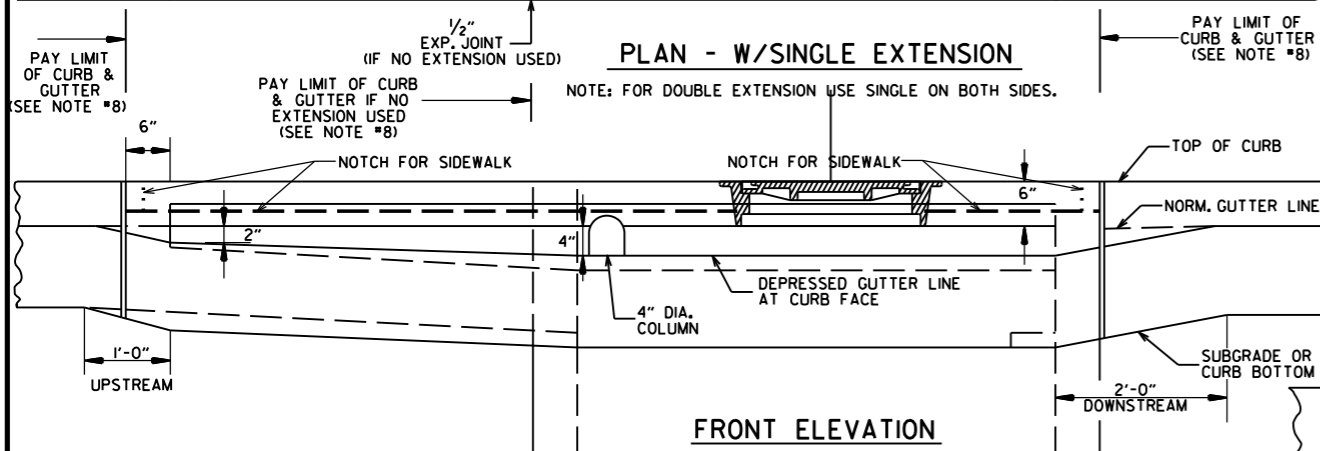 PAY LIMIT
OF CURB &
GUTTER
(SEE NOTE #8)
1/2"
EXP. JOINT
(IF NO EXTENSION USED)
PAY LIMIT OF CURB
& GUTTER IF NO
EXTENSION USED
(SEE NOTE #8)
PLAN - W/SINGLE EXTENSION
NOTE: FOR DOUBLE EXTENSION USE SINGLE ON BOTH SIDES.
PAY LIMIT OF
CURB & GUTTER
(SEE NOTE #8)
6"
NOTCH FOR SIDEWALK
NOTCH FOR SIDEWALK
TOP OF CURB
6"
NORM. GUTTER LINE
2"
4"
DEPRESSED GUTTER LINE
AT CURB FACE
4" DIA.
COLUMN
1'-0"
UPSTREAM
SUBGRADE OR
CURB BOTTOM
2'-0"
DOWNSTREAM
FRONT ELEVATION